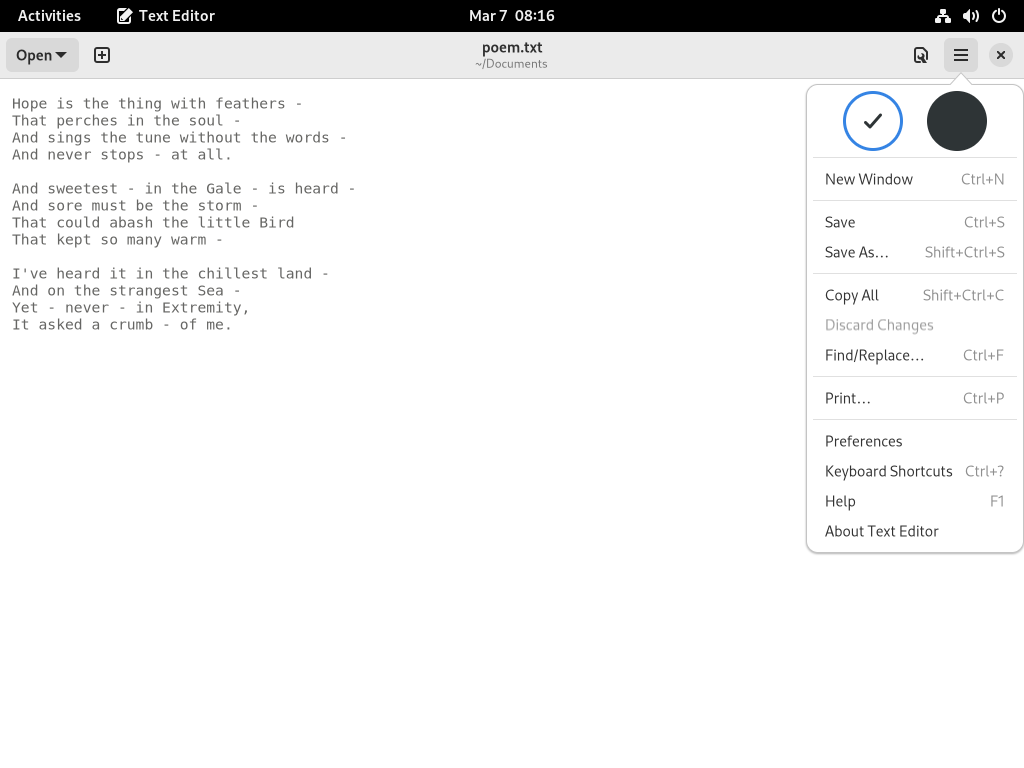 Activities Text Editor Mar 7 08:16
Open poem.txt
~/Documents
Hope is the thing with feathers -
That perches in the soul -
And sings the tune without the words -
And never stops - at all.
And sweetest - in the Gale - is heard -
And sore must be the storm -
That could abash the little Bird
That kept so many warm -
I've heard it in the chillest land -
And on the strangest Sea -
Yet - never - in Extremity,
It asked a crumb - of me.
New Window Ctrl+N
Save Ctrl+S
Save As… Shift+Ctrl+S
Copy All Shift+Ctrl+C
Discard Changes
Find/Replace… Ctrl+F
Print… Ctrl+P
Preferences
Keyboard Shortcuts Ctrl+?
Help F1
About Text Editor